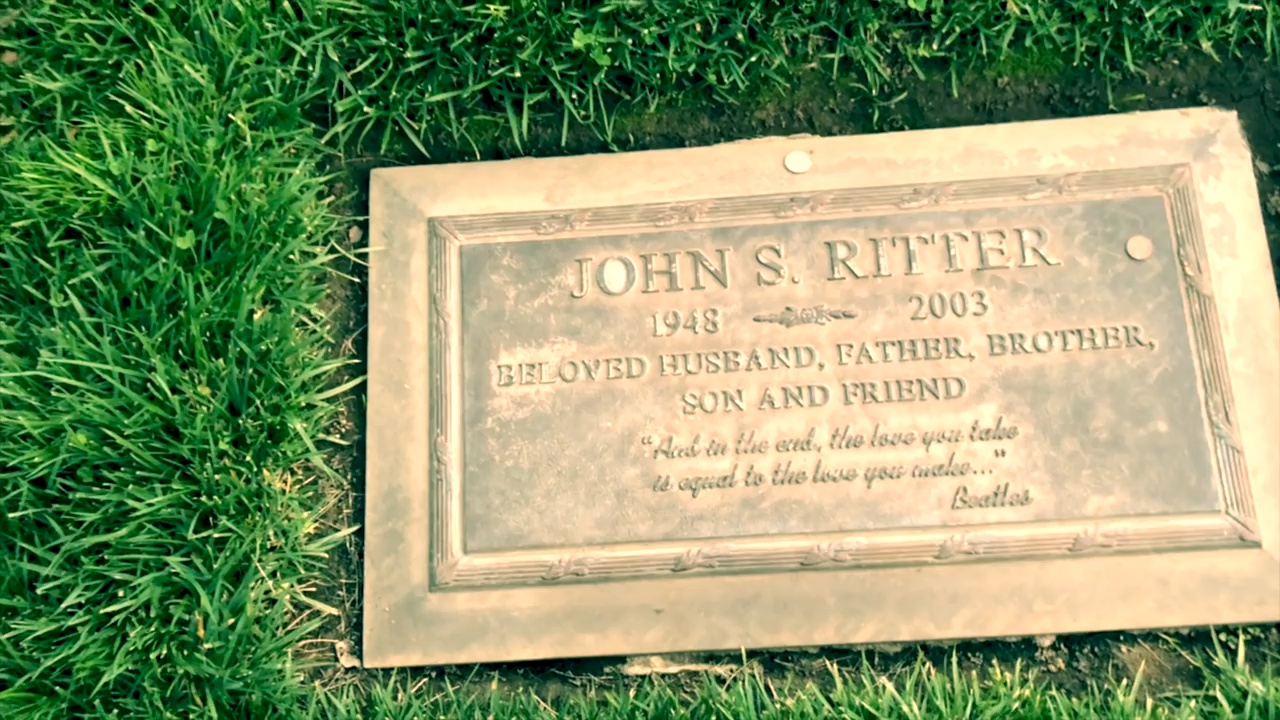 JOHN S. RITTER
1948 2003
BELOVED HUSBAND, FATHER, BROTHER,
SON AND FRIEND
“And in the end, the love you take
is equal to the love you make...”
Beatles